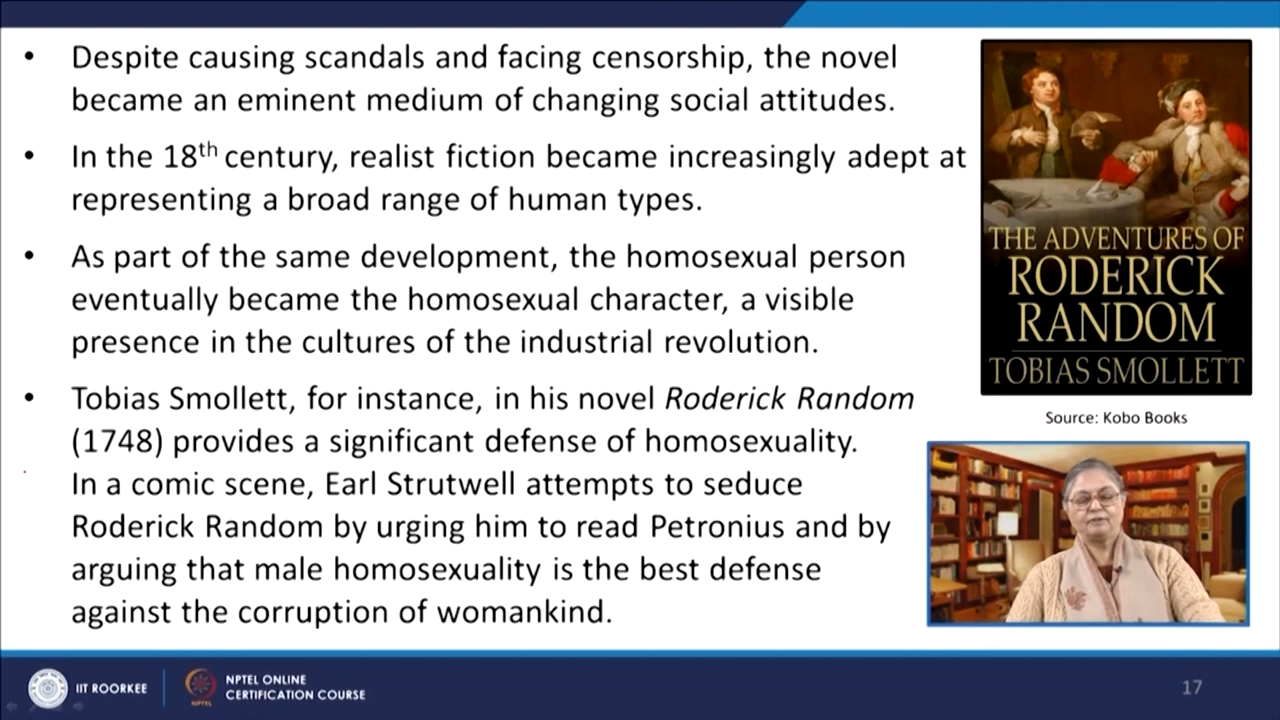 • Despite causing scandals and facing censorship, the novel
became an eminent medium of changing social attitudes.
• In the 18th century, realist fiction became increasingly adept at
representing a broad range of human types.
• As part of the same development, the homosexual person
eventually became the homosexual character, a visible
presence in the cultures of the industrial revolution.
• Tobias Smollett, for instance, in his novel Roderick Random
(1748) provides a significant defense of homosexuality.
In a comic scene, Earl Strutwell attempts to seduce
Roderick Random by urging him to read Petronius and by
arguing that male homosexuality is the best defense
against the corruption of womankind.
THE ADVENTURES OF
RODERICK
RANDOM
TOBIAS SMOLLETT
Source: Kobo Books
IIT ROORKEE
NPTEL
NPTEL ONLINE
CERTIFICATION COURSE
17